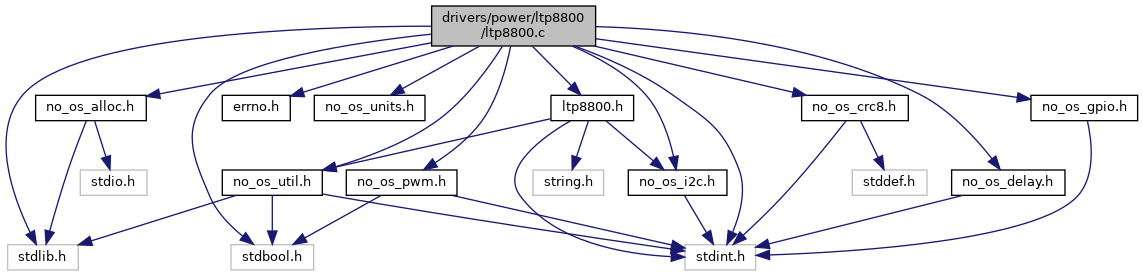 drivers/power/ltp8800
/ltp8800.c
no_os_alloc.h
errno.h
no_os_units.h
ltp8800.h
no_os_crc8.h
no_os_gpio.h
stdio.h
no_os_util.h
no_os_pwm.h
string.h
no_os_i2c.h
stddef.h
no_os_delay.h
stdlib.h
stdbool.h
stdint.h